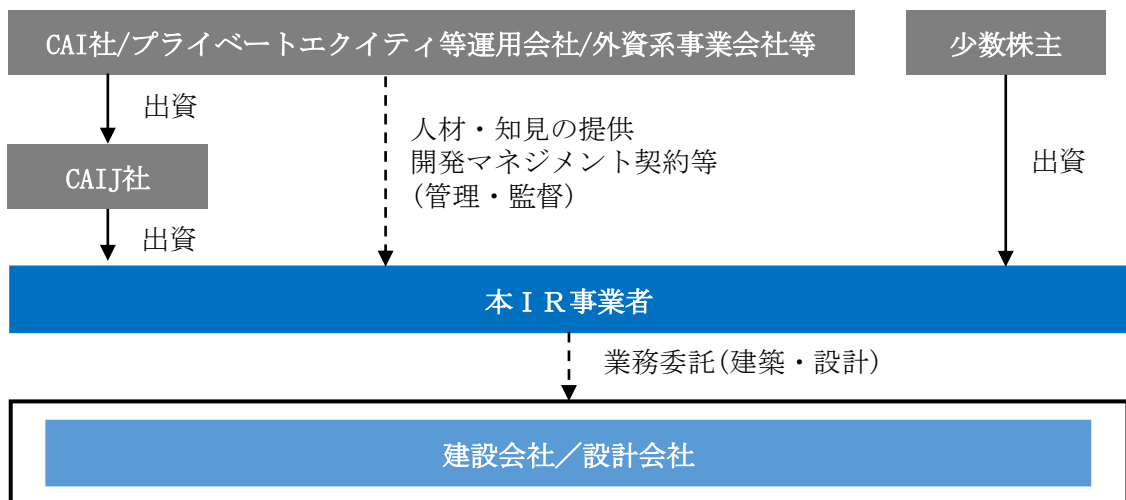 CAI社/プライベートエクイティ等運用会社/外資系事業会社等
少数株主
出資
人材・知見の提供
開発マネジメント契約等
(管理・監督)
出資
CAIJ社
出資
本ＩＲ事業者
業務委託(建築・設計)
建設会社／設計会社